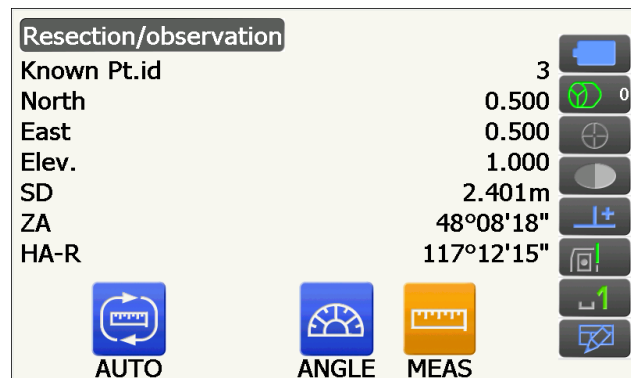 Resection/observation
Known Pt.id 3
North 0.500
East 0.500
Elev. 1.000
SD 2.401m
ZA 48°08'18"
HA-R 117°12'15"
0
1
AUTO ANGLE MEAS